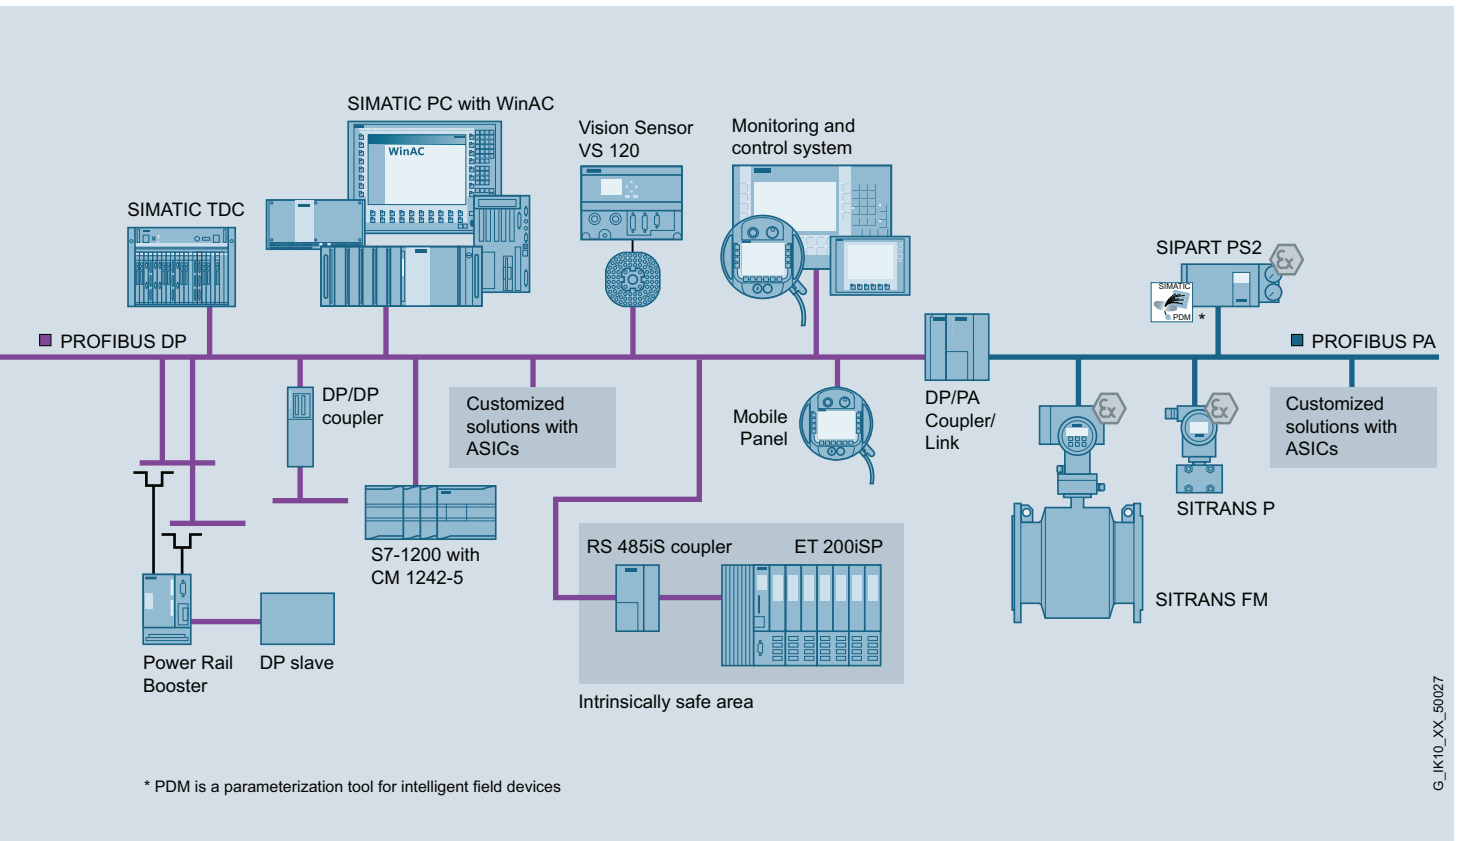 SIMATIC PC with WinAC
WinAC
Vision Sensor
VS 120
Monitoring and
control system
SIMATIC TDC
SIPART PS2
Ex
SIMATIC
PDM
*
PROFIBUS DP
PROFIBUS PA
DP/DP
coupler
Customized
solutions with
ASICs
Mobile
Panel
DP/PA
Coupler/
Link
Ex
Ex
Customized
solutions with
ASICs
SITRANS P
S7-1200 with
CM 1242-5
RS 485iS coupler
ET 200iSP
SITRANS FM
Power Rail
Booster
DP slave
Intrinsically safe area
G_IK10_XX_50027
* PDM is a parameterization tool for intelligent field devices